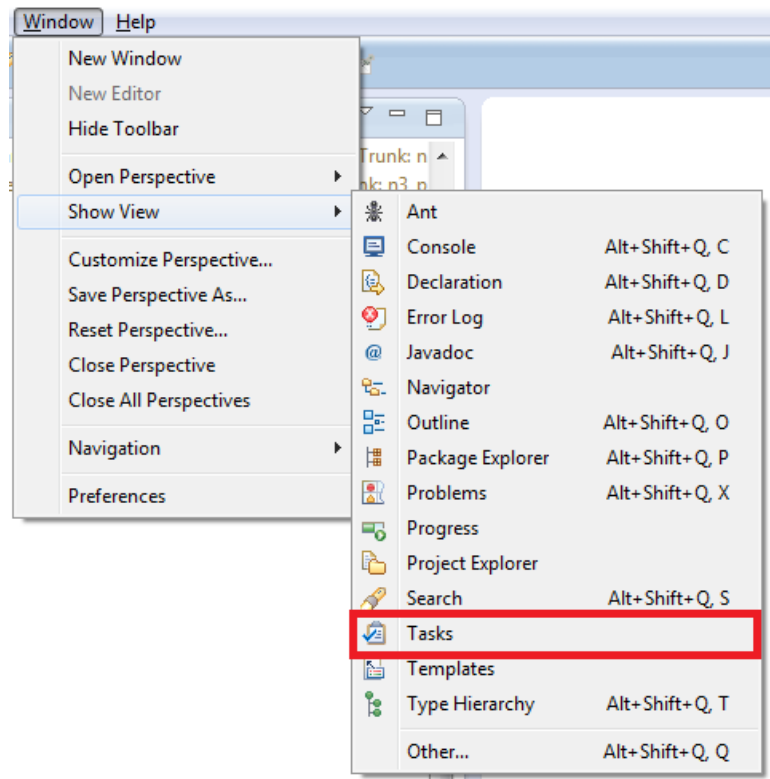 Window Help
New Window
New Editor
Hide Toolbar
Trunk: n
Open Perspective
nk: n3_p
Show View
Customize Perspective...
Save Perspective As...
Reset Perspective...
Close Perspective
Close All Perspectives
Navigation
Preferences
Ant
Console Alt+Shift+Q, C
Declaration Alt+Shift+Q, D
Error Log Alt+Shift+Q, L
@ Javadoc Alt+Shift+Q, J
Navigator
Outline Alt+Shift+Q, O
Package Explorer Alt+Shift+Q, P
Problems Alt+Shift+Q, X
Progress
Project Explorer
Search Alt+Shift+Q, S
Tasks
Templates
Type Hierarchy Alt+Shift+Q, T
Other... Alt+Shift+Q, Q